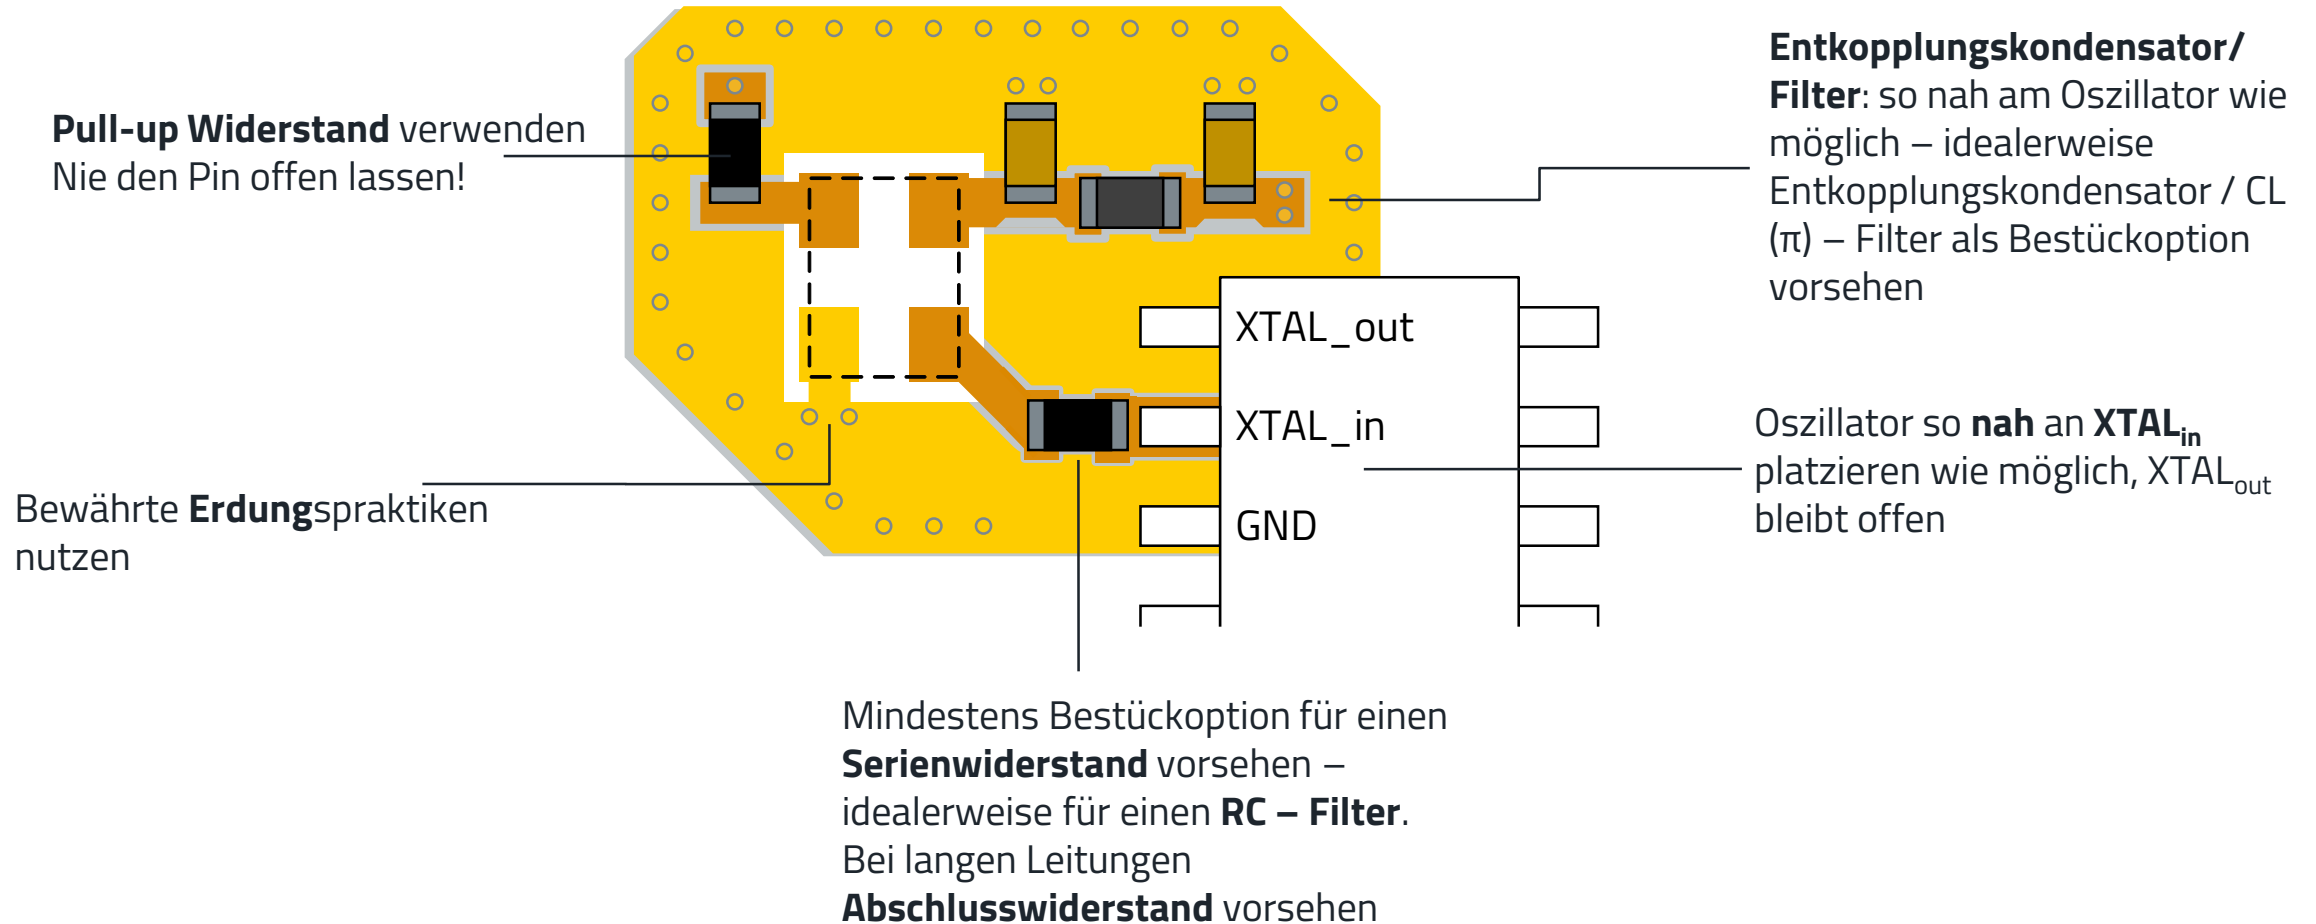 Pull-up Widerstand verwenden
Nie den Pin offen lassen!
Entkopplungskondensator/
Filter: so nah am Oszillator wie
möglich – idealerweise
Entkopplungskondensator / CL
(π) – Filter als Bestückoption
vorsehen
XTAL_out
XTAL_in
GND
Oszillator so nah an XTALin
platzieren wie möglich, XTALout
bleibt offen
Bewährte Erdungspraktiken
nutzen
Mindestens Bestückoption für einen
Serienwiderstand vorsehen –
idealerweise für einen RC – Filter.
Bei langen Leitungen
Abschlusswiderstand vorsehen